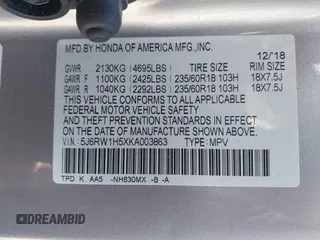 MFD.BY HONDA OF AMERICA MFG.,INC.
12/18
GVWR 2130KG (4695LBS) TIRE SIZE RIM SIZE
GAWR F 1100KG (2425LBS) 235/60R18 103H 18X7.5J
GAWR R 1040KG (2292LBS) 235/60R18 103H 18X7.5J
THIS VEHICLE CONFORMS TO ALL APPLICABLE
FEDERAL MOTOR VEHICLE SAFETY AND
THEFT PREVENTION STANDARDS IN EFFECT ON
THE DATE OF MANUFACTURE SHOWN ABOVE.
V.I.N.: 5J6RW1H5XKA003863 TYPE: MPV
TPD K AA5 -NH830MX -B -A
DREAMBID